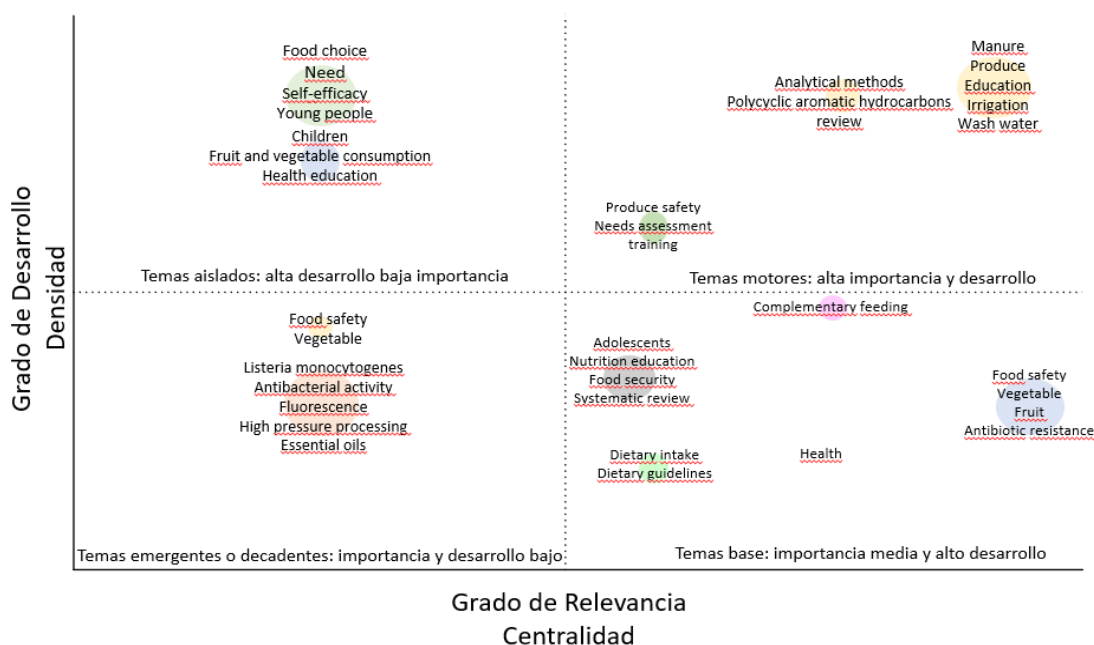 Food choice
Need
Self-efficacy
Young people
Children
Fruit and vegetable consumption
Health education
Temas aislados: alta desarrollo baja importancia
Analytical methods
Polycyclic aromatic hydrocarbons
review
Manure
Produce
Education
Irrigation
Wash water
Produce safety
Needs assessment
training
Temas motores: alta importancia y desarrollo
Grado de Desarrollo
Densidad
Food safety
Vegetable
Listeria monocytogenes
Antibacterial activity
Fluorescence
High pressure processing
Essential oils
Temas emergentes o decadentes: importancia y desarrollo bajo
Complementary feeding
Adolescents
Nutrition education
Food security
Systematic review
Food safety
Vegetable
Fruit
Antibiotic resistance
Dietary intake
Dietary guidelines
Health
Temas base: importancia media y alto desarrollo
Grado de Relevancia
Centralidad